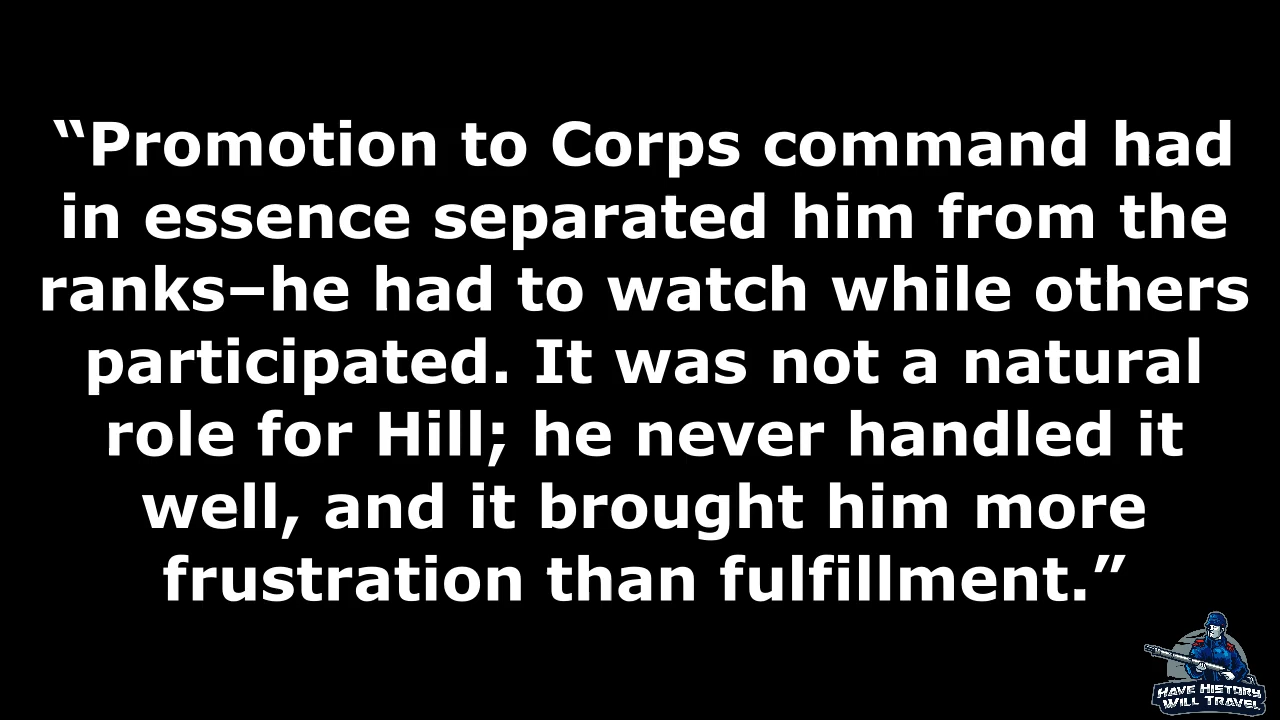 “Promotion to Corps command had
in essence separated him from the
ranks–he had to watch while others
participated. It was not a natural
role for Hill; he never handled it
well, and it brought him more
frustration than fulfillment.”
HAVE HISTORY
WILL TRAVEL